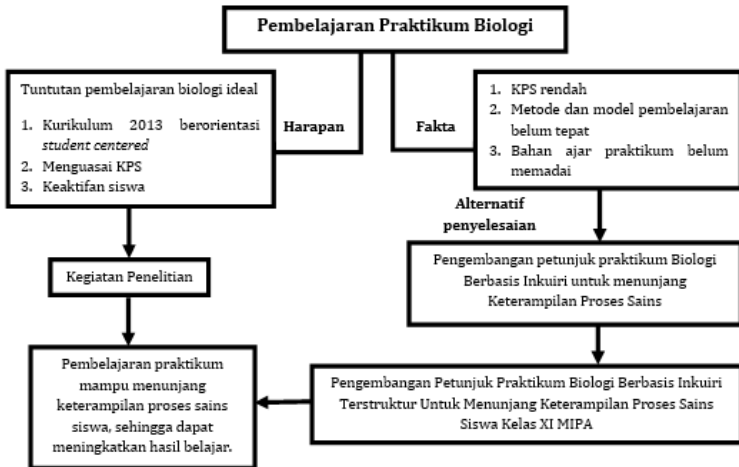 Pembelajaran Praktikum Biologi
Tuntutan pembelajaran biologi ideal
1. Kurikulum 2013 berorientasi
student centered
2. Menguasai KPS
3. Keaktifan siswa
Harapan
Fakta
1. KPS rendah
2. Metode dan model pembelajaran
belum tepat
3. Bahan ajar praktikum belum
memadai
Alternatif
penyelesaian
Kegiatan Penelitian
Pengembangan petunjuk praktikum Biologi
Berbasis Inkuiri untuk menunjang
Keterampilan Proses Sains
Pembelajaran praktikum
mampu menunjang
keterampilan proses sains
siswa, sehingga dapat
meningkatkan hasil belajar.
Pengembangan Petunjuk Praktikum Biologi Berbasis Inkuiri
Terstruktur Untuk Menunjang Keterampilan Proses Sains
Siswa Kelas XI MIPA